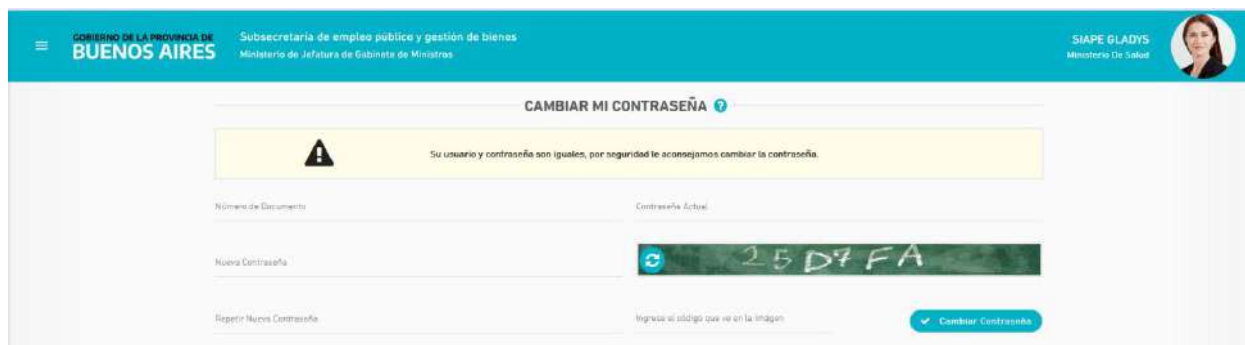 GOBIERNO DE LA PROVINCIA DE
BUENOS AIRES
Subsecretaría de empleo público y gestión de bienes
Ministerio de Jefatura de Gabinete de Ministros
SIAPE GLADYS
Ministerio De Salud
CAMBIAR MI CONTRASEÑA ?
Su usuario y contraseña son iguales, por seguridad le aconsejamos cambiar la contraseña.
Número de Documento
Contraseña Actual
Nueva Contraseña
25D7FA
Repetir Nueva Contraseña
Ingrese el código que ve en la imágen
Cambiar Contraseña